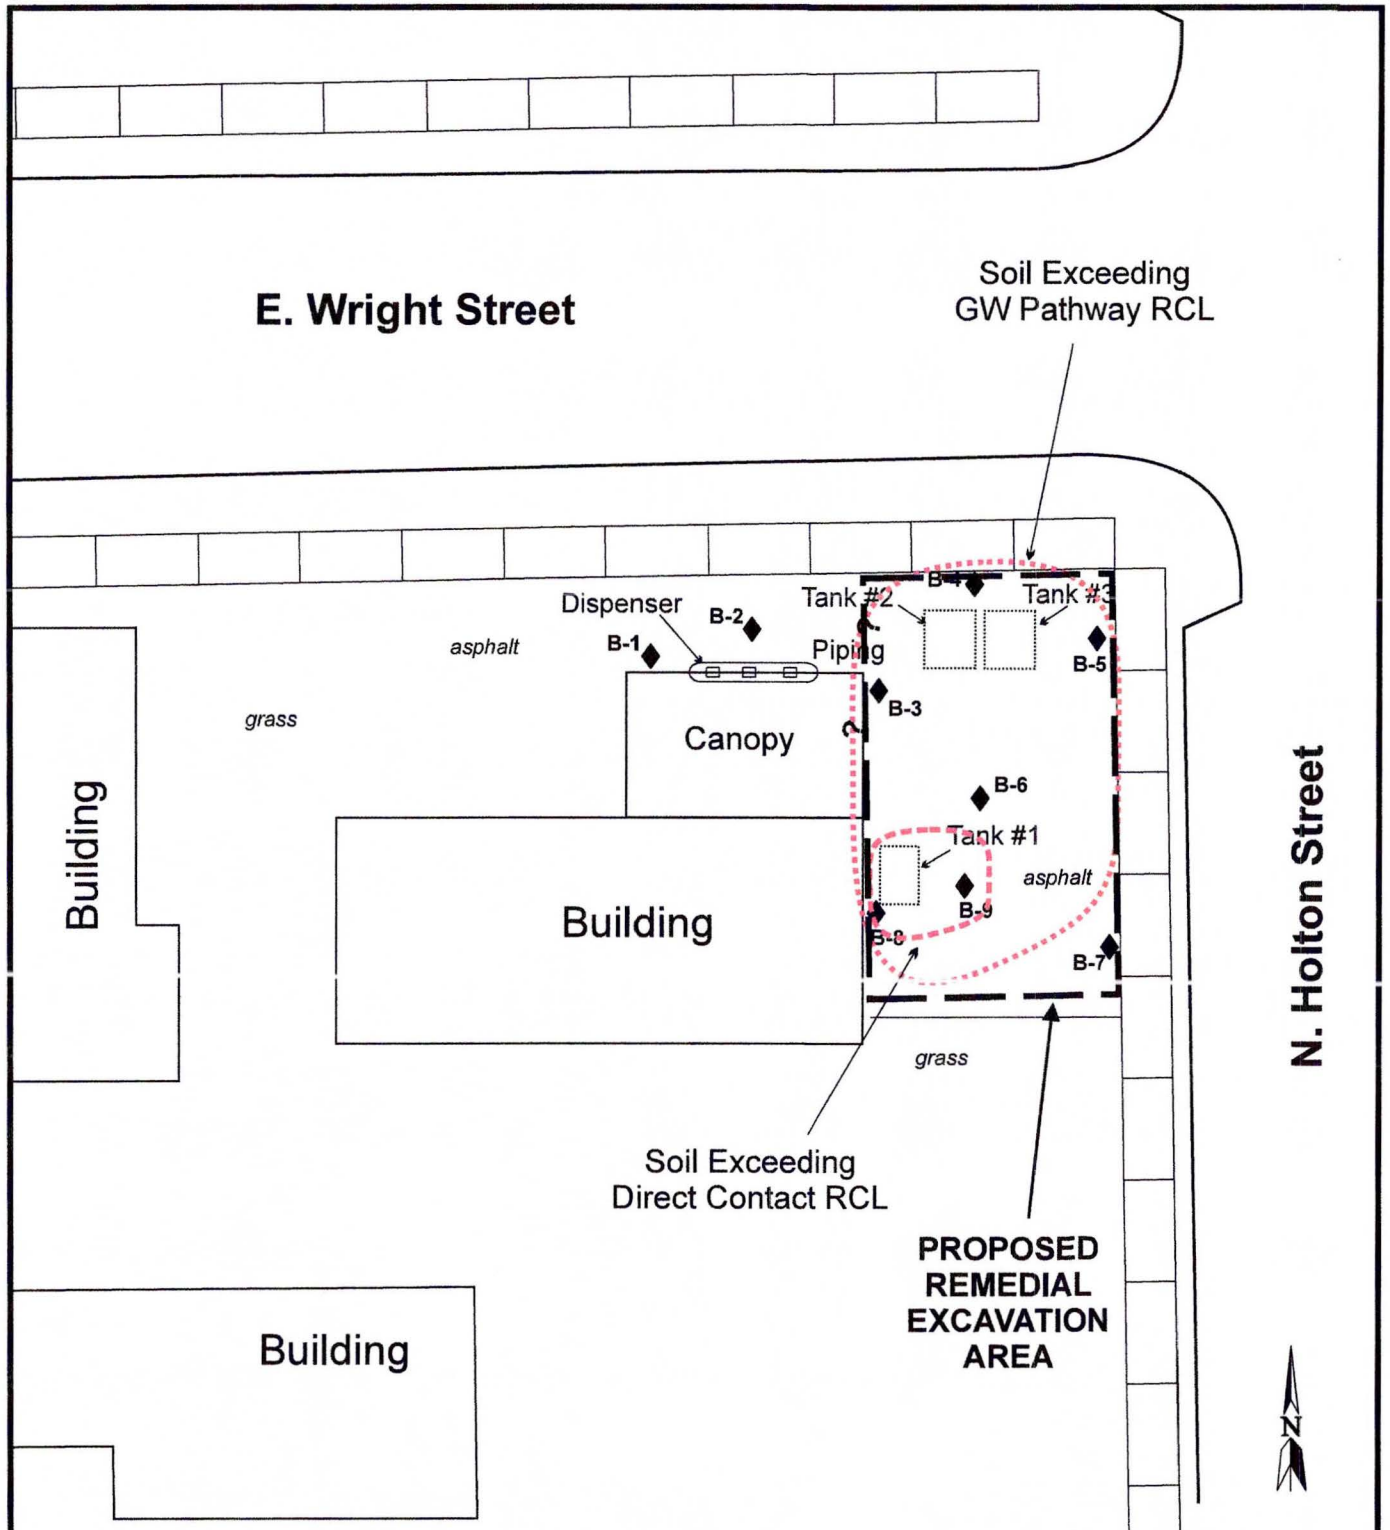 Soil Exceeding
GW Pathway RCL
E. Wright Street
B-4
Tank #2
Tank #3
Dispenser
B-2
?
B-1
asphalt
Piping
B-5
B-3
grass
?
Canopy
B-6
Building
Tank #1
asphalt
Building
B-9
B-8
B-7
N. Holton Street
grass
Soil Exceeding
Direct Contact RCL
PROPOSED
REMEDIAL
EXCAVATION
AREA
Building
N